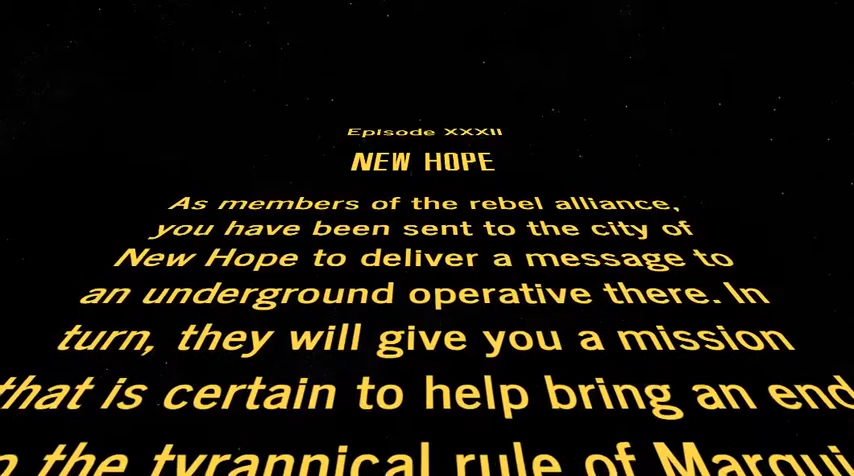 Episode XXXII
NEW HOPE
As members of the rebel alliance,
you have been sent to the city of
New Hope to deliver a message to
an underground operative there. In
turn, they will give you a mission
that is certain to help bring an end
the tyrannical rule of